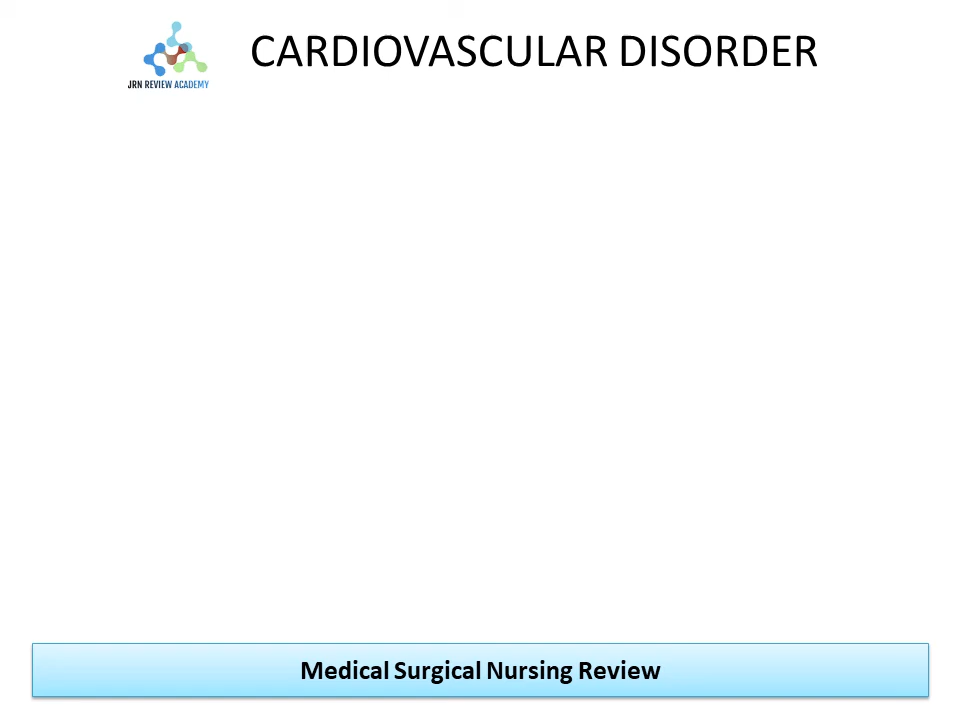 CARDIOVASCULAR DISORDER
JRN REVIEW ACADEMY
Medical Surgical Nursing Review